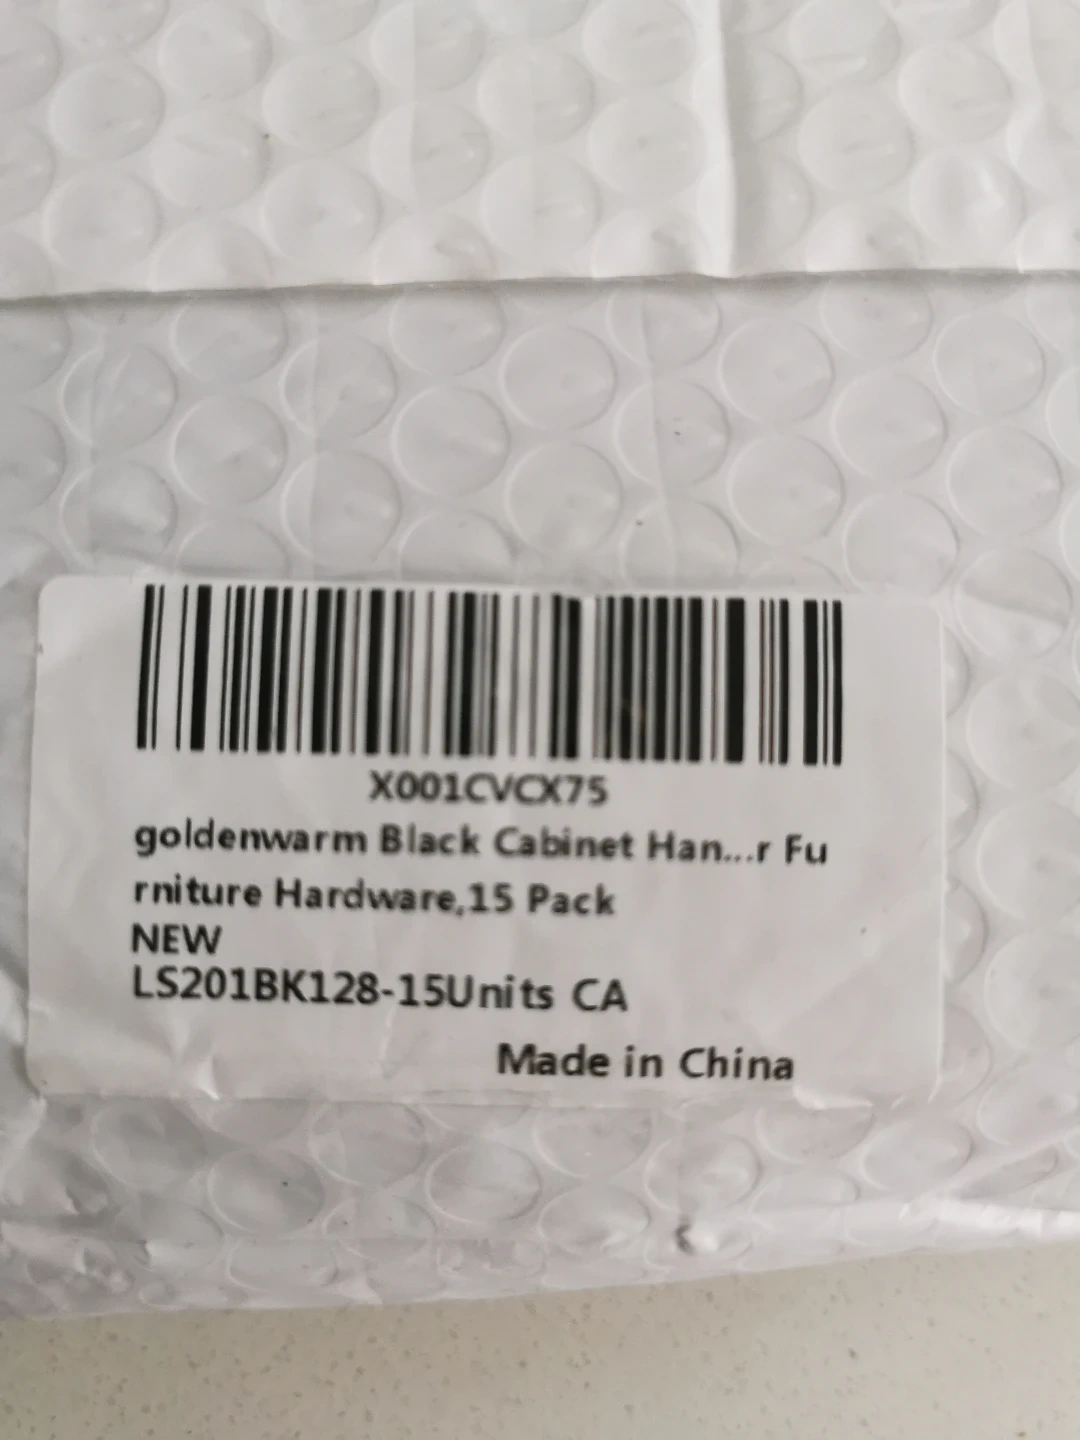 X001CVCX75
goldenwarm Black Cabinet Han...r Fu
rniture Hardware,15 Pack
NEW
LS201BK128-15Units CA
Made in China